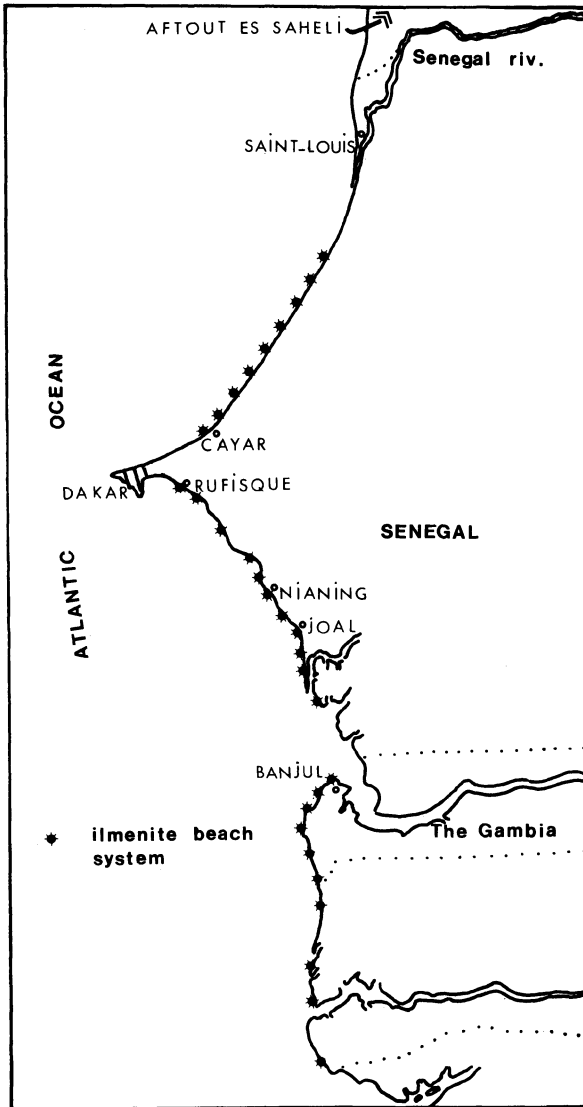 AFTOUT ES SAHELi
Senegal riv.
SAiNT-LOUiS
CAYAR
OCEAN
DAKAR
RUFiSQUE
SENEGAL
ATLANTIC
NiANiNG
jOAL
BANjUL
ilmenite beach
system
The Gambia